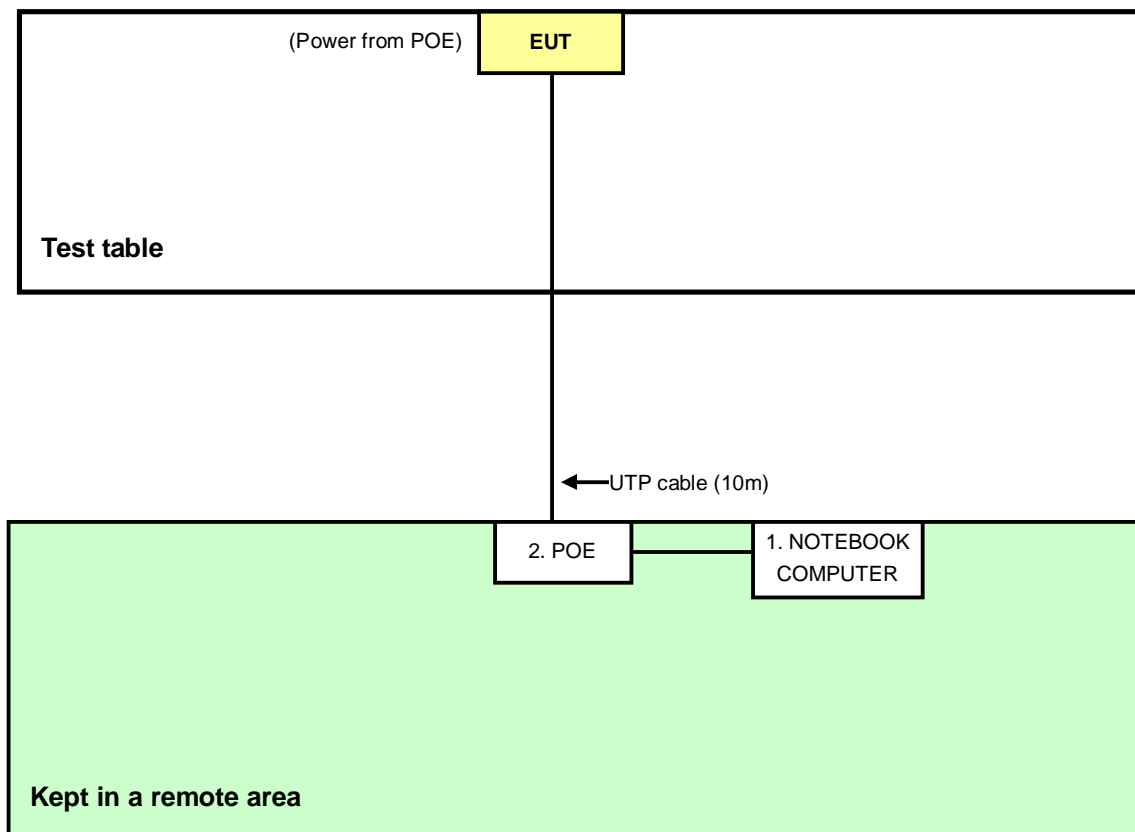 (Power from POE)
EUT
Test table
UTP cable (10m)
2. POE
1. NOTEBOOK
COMPUTER
Kept in a remote area